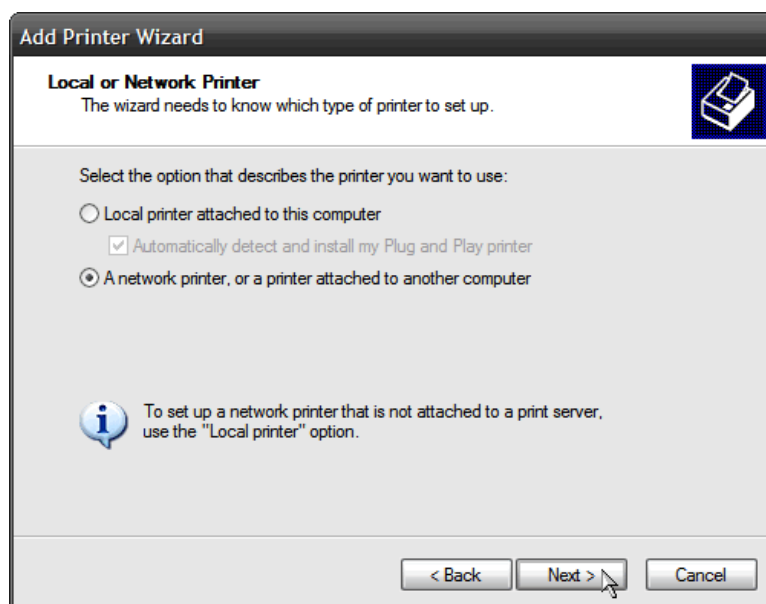 Add Printer Wizard
Local or Network Printer
The wizard needs to know which type of printer to set up.
Select the option that describes the printer you want to use:
Local printer attached to this computer
Automatically detect and install my Plug and Play printer
A network printer, or a printer attached to another computer
To set up a network printer that is not attached to a print server,
use the "Local printer" option.
< Back Next > Cancel